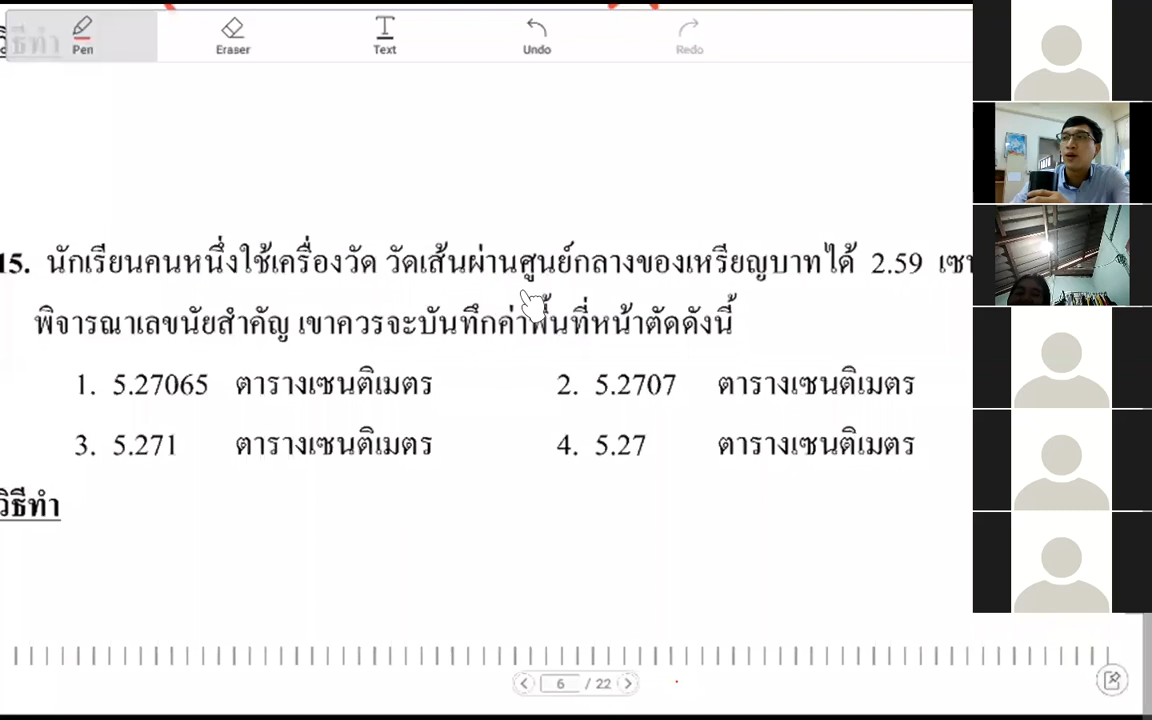 วิธีทำ
Pen
Eraser
Text
Undo
Redo
15. นักเรียนคนหนึ่งใช้เครื่องวัด วัดเส้นผ่านศูนย์กลางของเหรียญบาทได้ 2.59
พิจารณาเลขนัยสำคัญ เขาควรจะบันทึกค่าพื้นที่หน้าตัดดังนี้
1. 5.27065 ตารางเซนติเมตร 2. 5.2707 ตารางเซนติเมตร
3. 5.271 ตารางเซนติเมตร 4. 5.27 ตารางเซนติเมตร
วิธีทำ
6 / 22